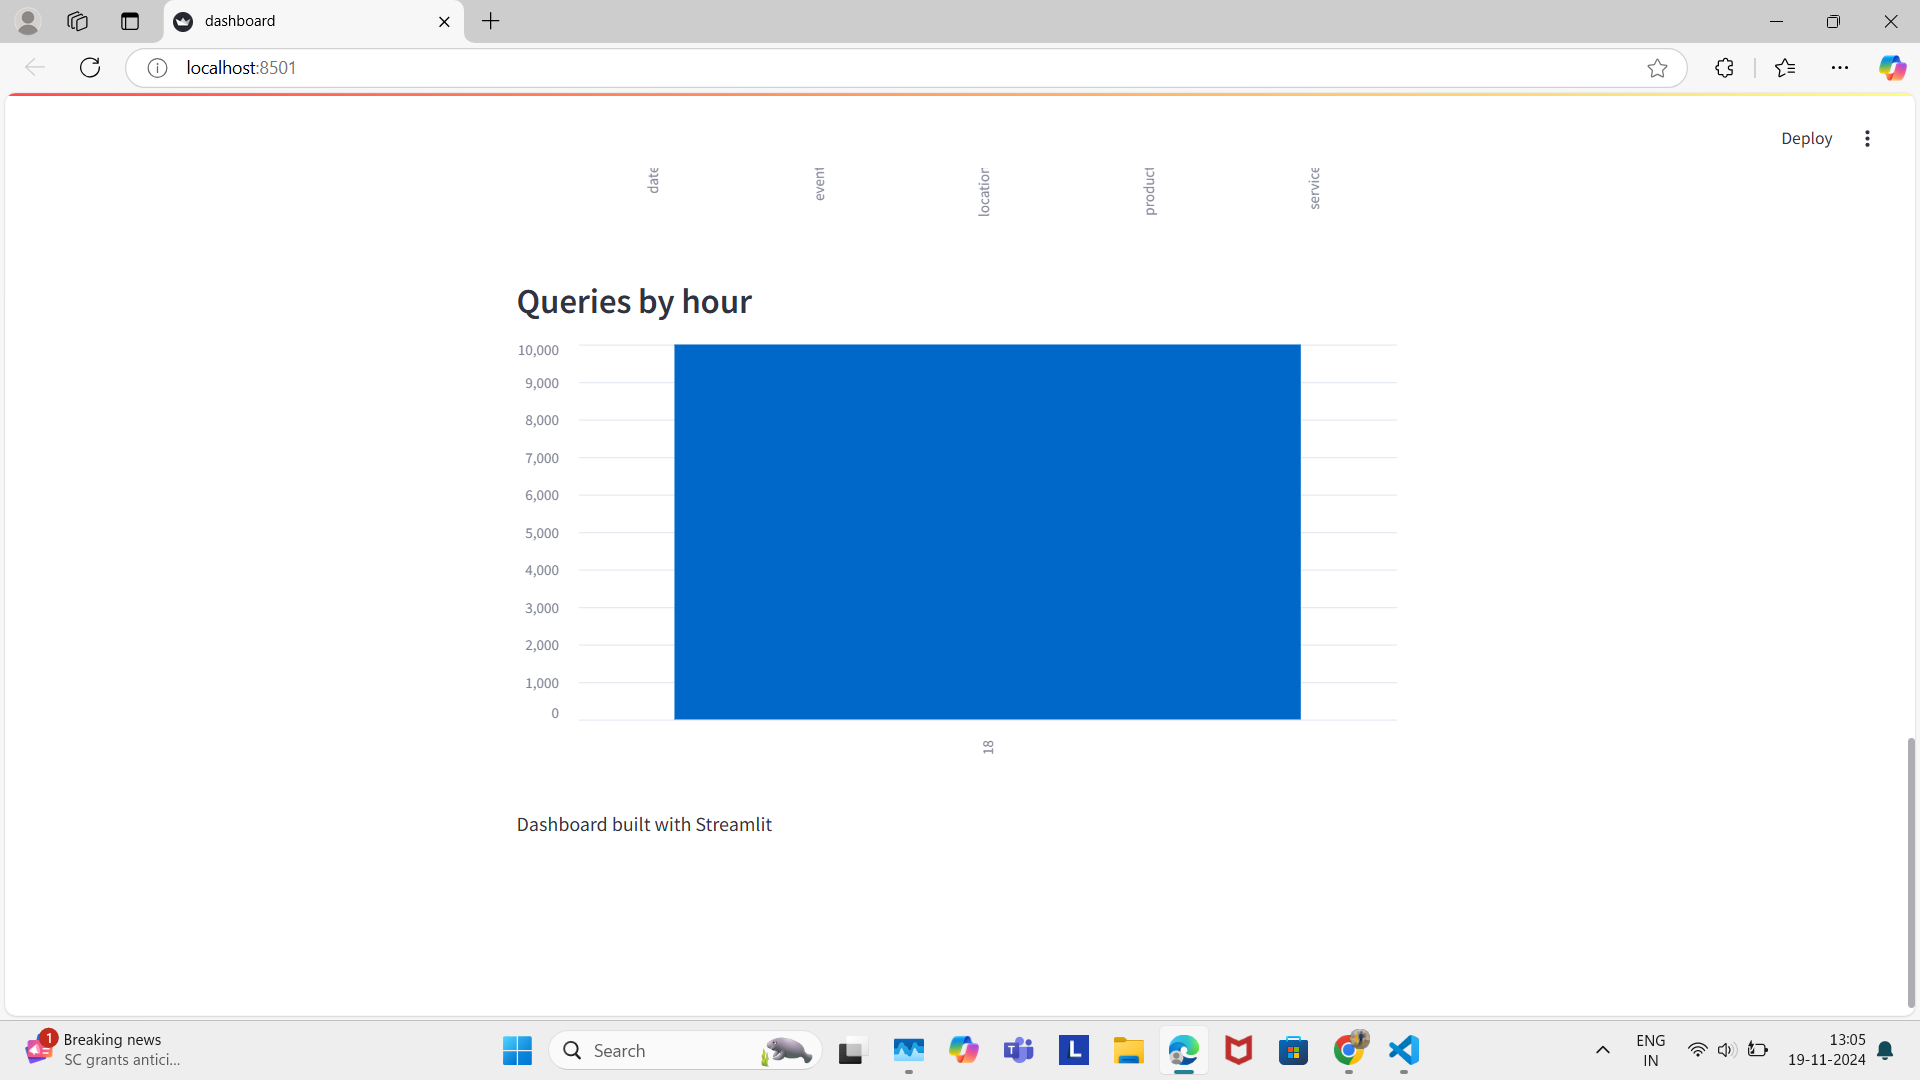 dashboard
localhost:8501
Deploy
date
event
location
product
service
Queries by hour
10,000
9,000
8,000
7,000
6,000
5,000
4,000
3,000
2,000
1,000
0
18
Dashboard built with Streamlit
1
Breaking news
SC grants antici...
Search
T
L
ENG
IN
13:05
19-11-2024